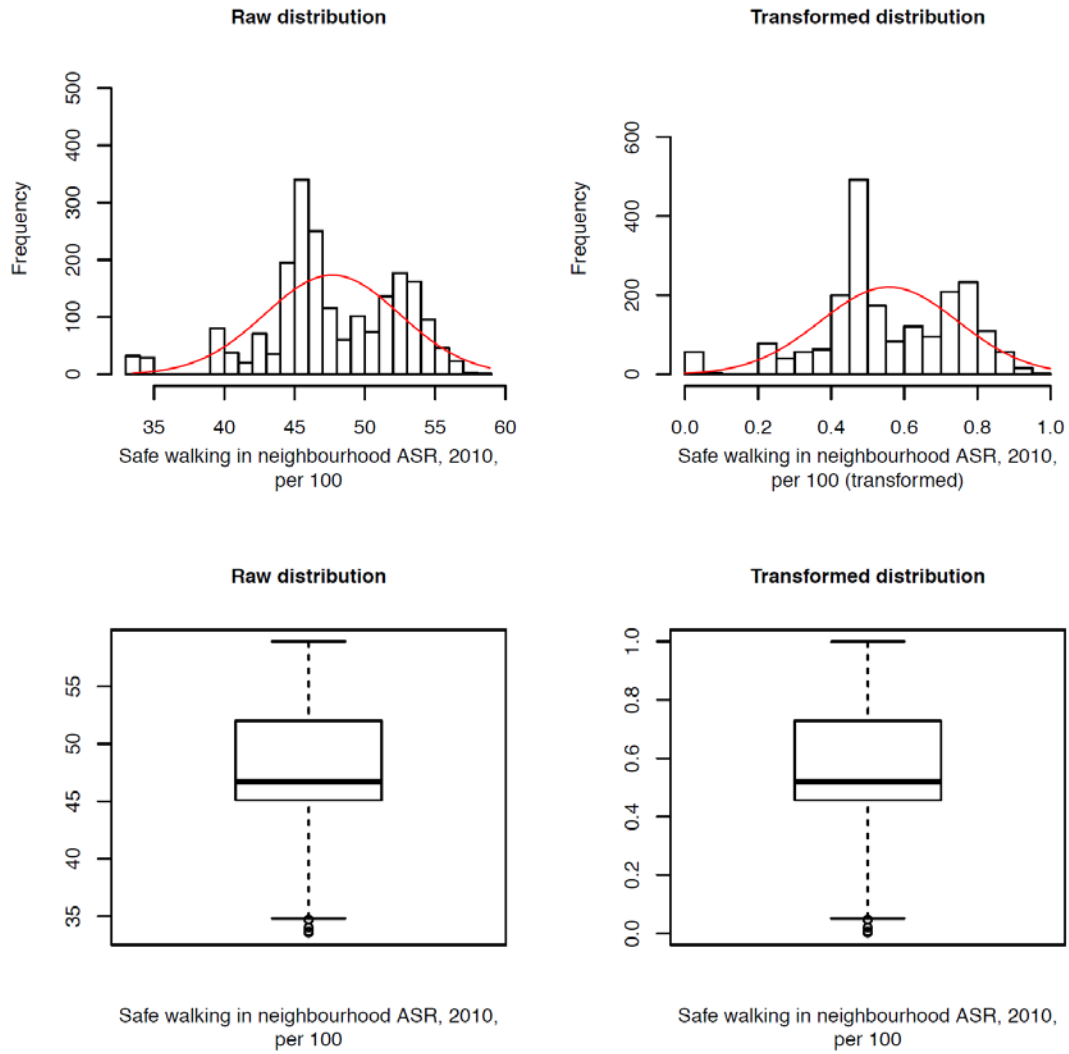 Raw distribution
Frequency
0 100 200 300 400 500
35 40 45 50 55 60
Safe walking in neighbourhood ASR, 2010,
per 100
Transformed distribution
Frequency
0 200 400 600
0.0 0.2 0.4 0.6 0.8 1.0
Safe walking in neighbourhood ASR, 2010,
per 100 (transformed)
Raw distribution
35 40 45 50 55
Safe walking in neighbourhood ASR, 2010,
per 100
Transformed distribution
0.0 0.2 0.4 0.6 0.8 1.0
Safe walking in neighbourhood ASR, 2010,
per 100